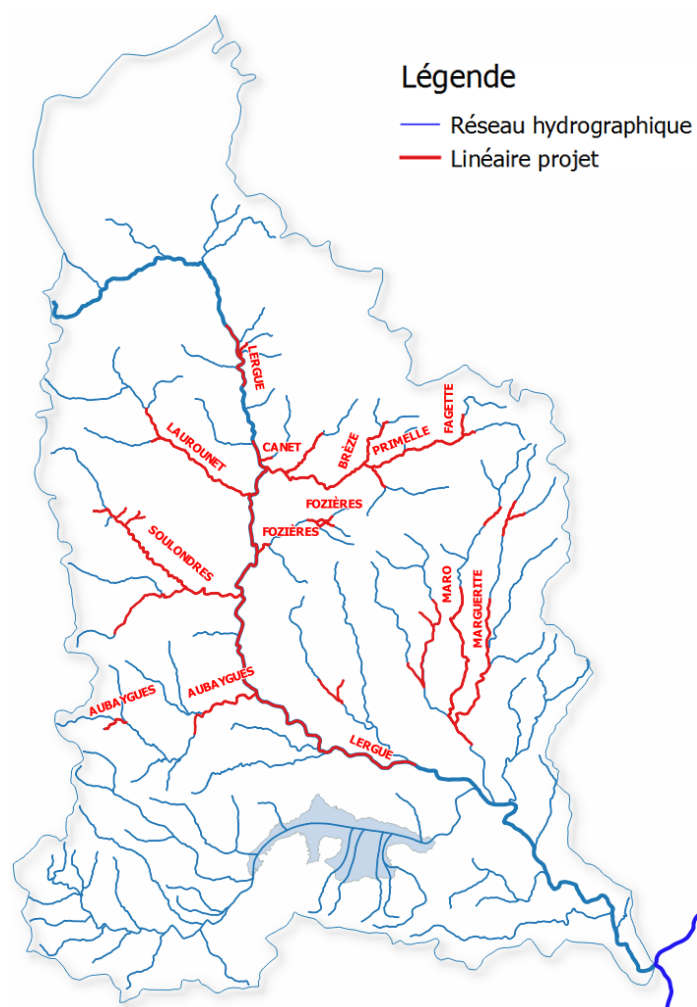 Légende
Réseau hydrographique
Linéaire projet
LERGUE
FAGETTE
LAUROUNET
CANET
BRÈZE
PRIMELLE
FOZIÈRES
FOZIÈRES
SOULONDRES
MARO
MARGUERITE
AUBAYGUES
AUBAYGUES
LERGUE